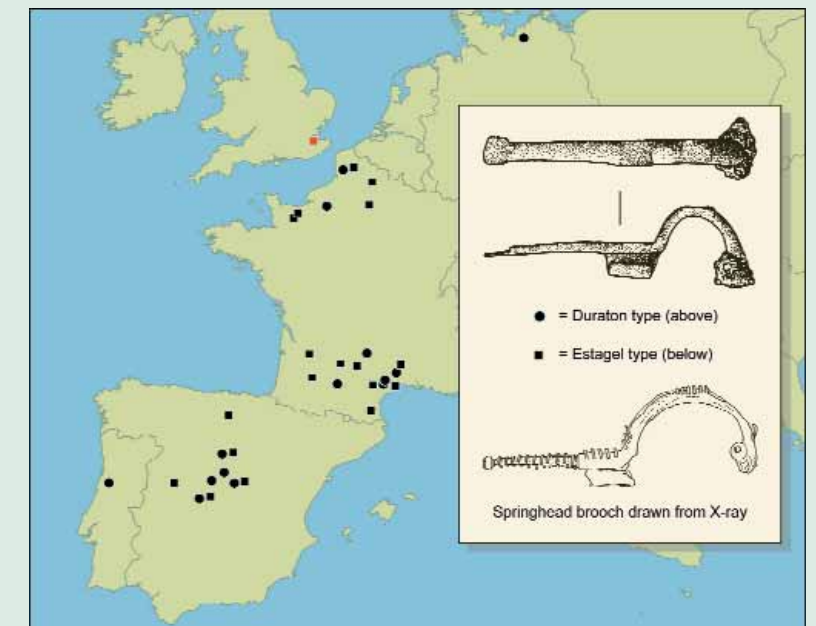 = Duraton type (above)
= Estagel type (below)
Springhead brooch drawn from X-ray